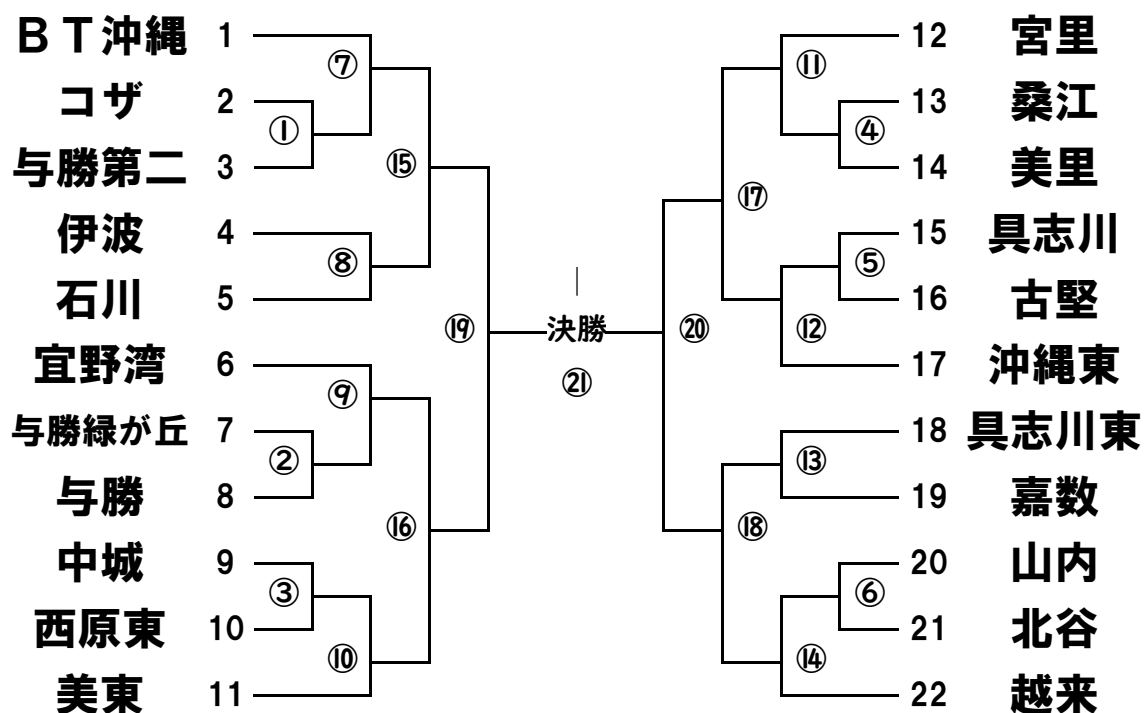 BT沖縄 1
⑦
コザ 2
①
与勝第二 3
⑮
伊波 4
⑧
石川 5
⑲
宜野湾 6
⑨
与勝緑が丘 7
②
与勝 8
⑯
中城 9
③
西原東 10
⑩
美東 11
決勝
㉑
12 宮里
⑪
13 桑江
④
14 美里
⑰
15 具志川
⑤
16 古堅
⑫
⑳
17 沖縄東
18 具志川東
⑬
19 嘉数
⑱
20 山内
⑥
21 北谷
⑭
22 越来